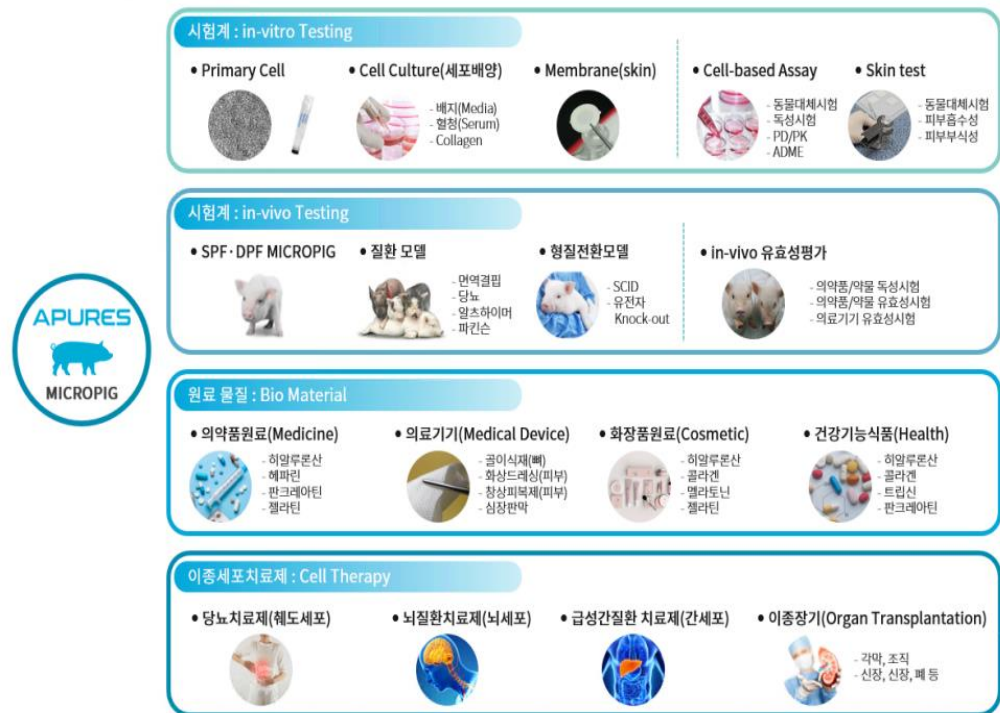 APURES
MICROPIG
시험계 : in-vitro Testing
• Primary Cell
• Cell Culture(세포배양)
- 배지(Media)
- 혈청(Serum)
- Collagen
• Membrane(skin)
• Cell-based Assay
- 동물대체시험
- 독성시험
- PD/PK
- ADME
• Skin test
- 동물대체시험
- 피부흡수성
- 피부부식성
시험계 : in-vivo Testing
• SPF·DPF MICROPIG
• 질환 모델
- 면역결핍
- 당뇨
- 알츠하이머
- 파킨슨
• 형질전환모델
- SCID
- 유전자
Knock-out
• in-vivo 유효성평가
- 의약품/약물 독성시험
- 의약품/약물 유효성시험
- 의료기기 유효성시험
원료 물질 : Bio Material
• 의약품원료(Medicine)
- 히알루론산
- 헤파린
- 판크레아틴
- 젤라틴
• 의료기기(Medical Device)
- 골이식재(뼈)
- 화상드레싱(피부)
- 창상피복제(피부)
- 심장판막
• 화장품원료(Cosmetic)
- 히알루론산
- 콜라겐
- 멜라토닌
- 젤라틴
• 건강기능식품(Health)
- 히알루론산
- 콜라겐
- 트립신
- 판크레아틴
이종세포치료제 : Cell Therapy
• 당뇨치료제(췌도세포)
• 뇌질환치료제(뇌세포)
• 급성간질환 치료제(간세포)
• 이종장기(Organ Transplantation)
- 각막, 조직
- 신장, 신장, 폐 등